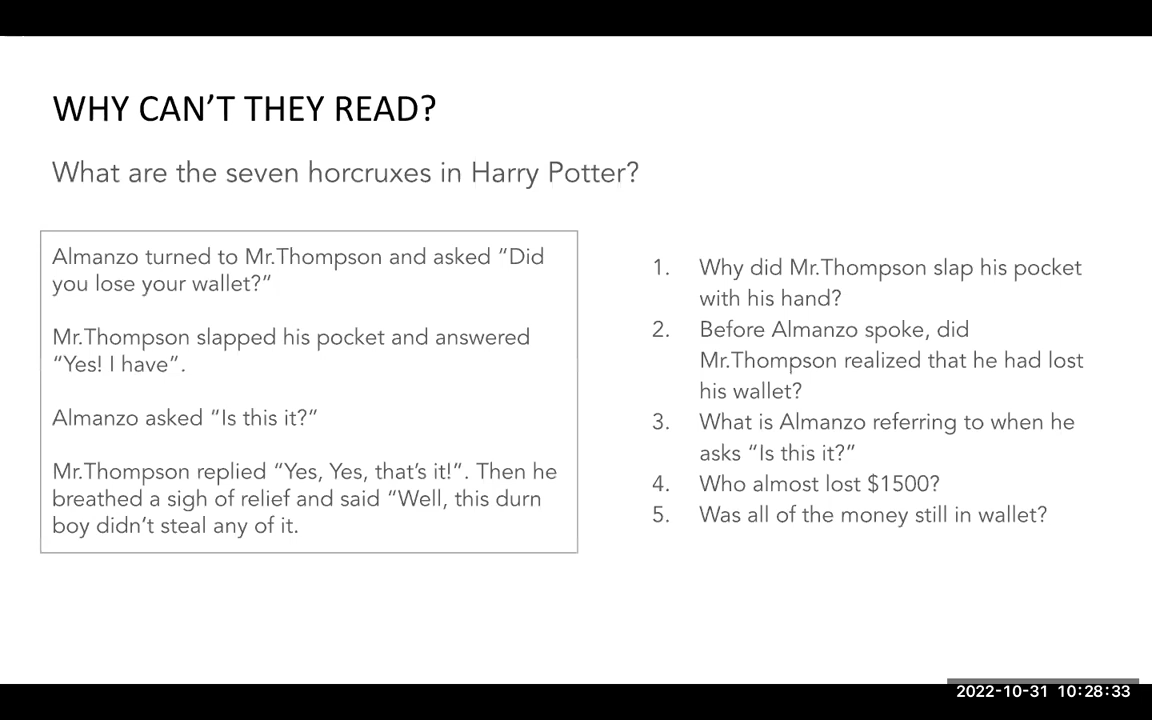 WHY CAN'T THEY READ?
What are the seven horcruxes in Harry Potter?
Almanzo turned to Mr.Thompson and asked “Did
you lose your wallet?”
Mr.Thompson slapped his pocket and answered
“Yes! I have”.
Almanzo asked “Is this it?”
Mr.Thompson replied “Yes, Yes, that’s it!”. Then he
breathed a sigh of relief and said “Well, this durn
boy didn’t steal any of it.
1. Why did Mr.Thompson slap his pocket
with his hand?
2. Before Almanzo spoke, did
Mr.Thompson realized that he had lost
his wallet?
3. What is Almanzo referring to when he
asks “Is this it?”
4. Who almost lost $1500?
5. Was all of the money still in wallet?
2022-10-31 10:28:33